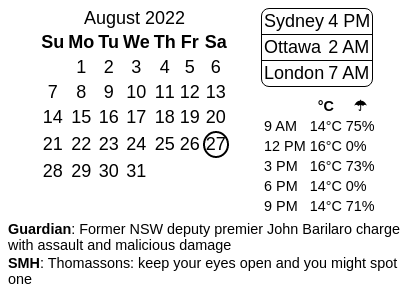 August 2022
Su Mo Tu We Th Fr Sa
1 2 3 4 5 6
7 8 9 10 11 12 13
14 15 16 17 18 19 20
21 22 23 24 25 26 27
28 29 30 31
Sydney 4 PM
Ottawa 2 AM
London 7 AM
°C ☂
9 AM 14°C 75%
12 PM 16°C 0%
3 PM 16°C 73%
6 PM 14°C 0%
9 PM 14°C 71%
Guardian: Former NSW deputy premier John Barilaro charge
with assault and malicious damage
SMH: Thomassons: keep your eyes open and you might spot
one